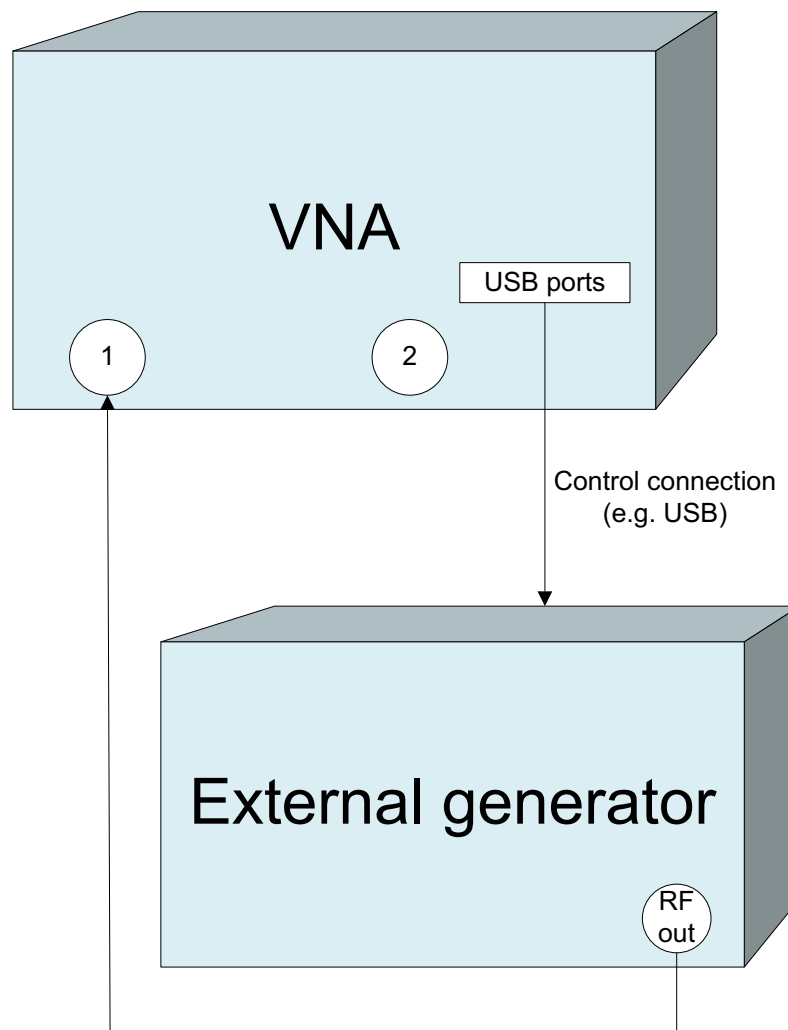 VNA
USB ports
1
2
Control connection
(e.g. USB)
External generator
RF
out